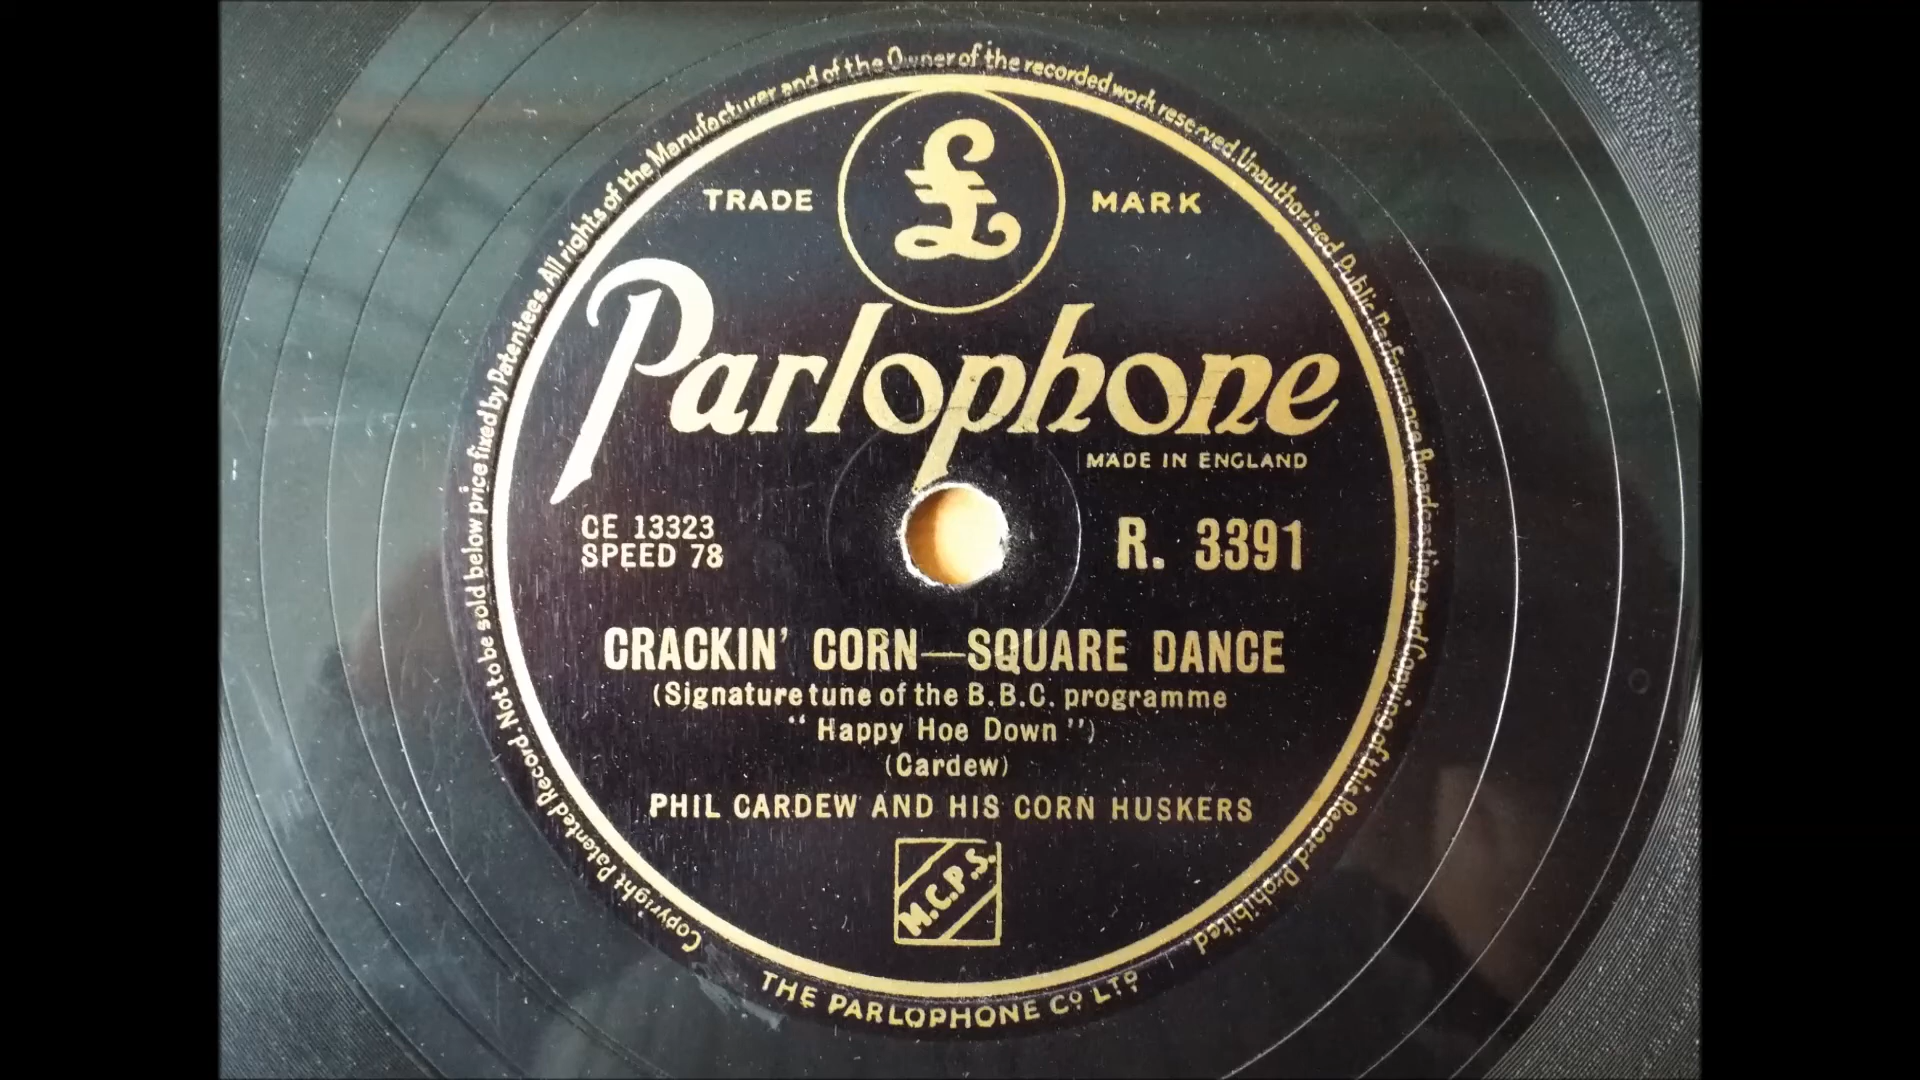 Copyright Patented Record. Not to be sold below price fixed by Patentees. All rights of the Manufacturer and of the Owner of the recorded work reserved. Unauthorised Public Performance, Broadcasting and Copying of this Record Prohibited
TRADE £ MARK
Parlophone
MADE IN ENGLAND
CE 13323
SPEED 78
R. 3391
CRACKIN' CORN—SQUARE DANCE
(Signature tune of the B.B.C. programme
“Happy Hoe Down”)
(Cardew)
PHIL CARDEW AND HIS CORN HUSKERS
M.C.P.S.
THE PARLOPHONE Cº LTº